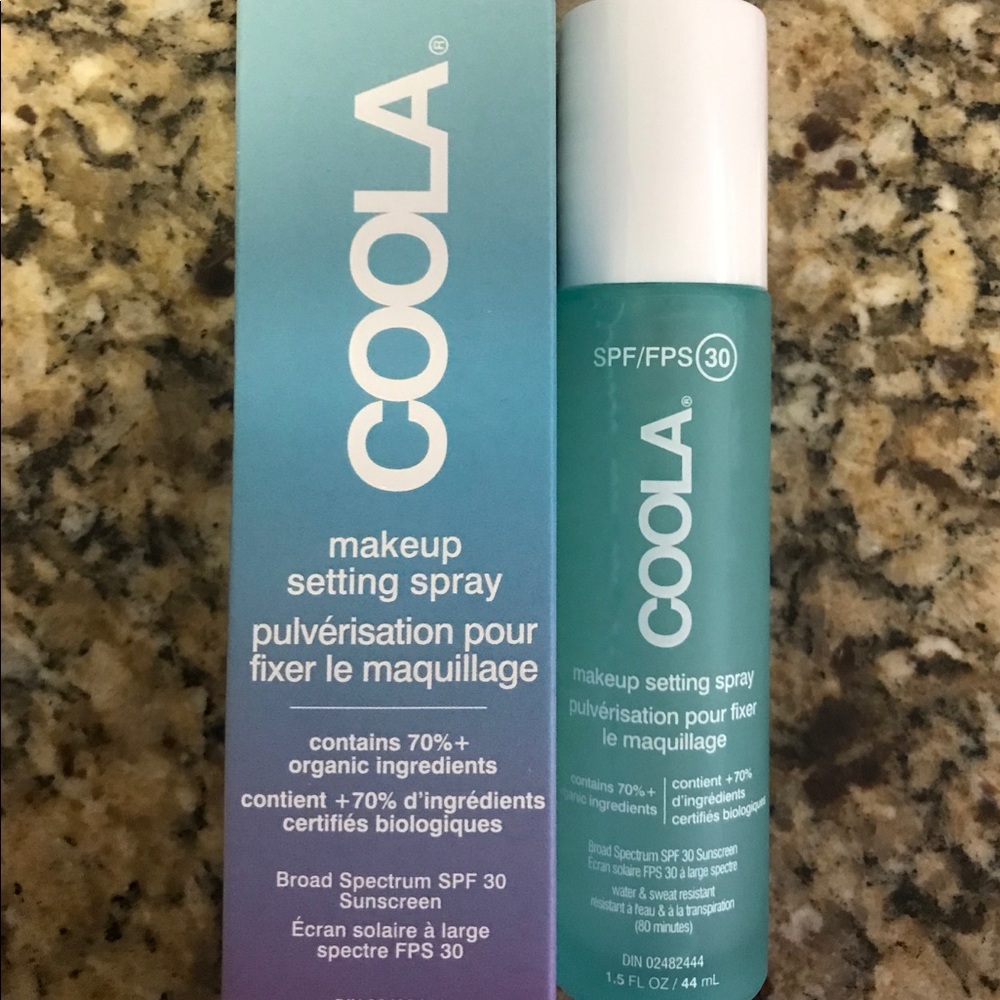 COOLA®
makeup
setting spray
pulvérisation pour
fixer le maquillage
contains 70%+
organic ingredients
contient +70% d'ingrédients
certifiés biologiques
Broad Spectrum SPF 30
Sunscreen
Écran solaire à large
spectre FPS 30
SPF/FPS 30
COOLA®
makeup setting spray
pulvérisation pour fixer
le maquillage
contains 70%+
organic ingredients
contient +70%
d'ingrédients
certifiés biologiques
Broad Spectrum SPF 30 Sunscreen
Écran solaire FPS 30 à large spectre
water & sweat resistant
résistant à l'eau & à la transpiration
(80 minutes)
DIN 02482444
1.5 FL OZ / 44 mL